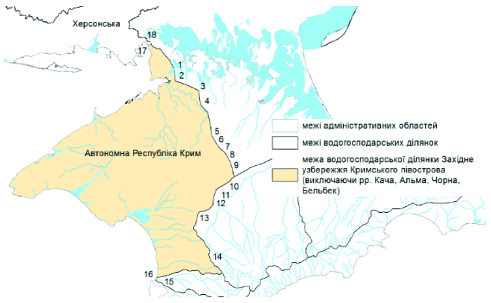 Херсонська
18
17
1
2
3
4
5
6
7
8
9
10
11
12
13
14
15
16
Автономна Республіка Крим
межі адміністративних областей
межі водогосподарських ділянок
межа водогосподарської ділянки Західне
узбережжя Кримського півострова
(виключаючи рр. Кача, Альма, Чорна,
Бельбек)